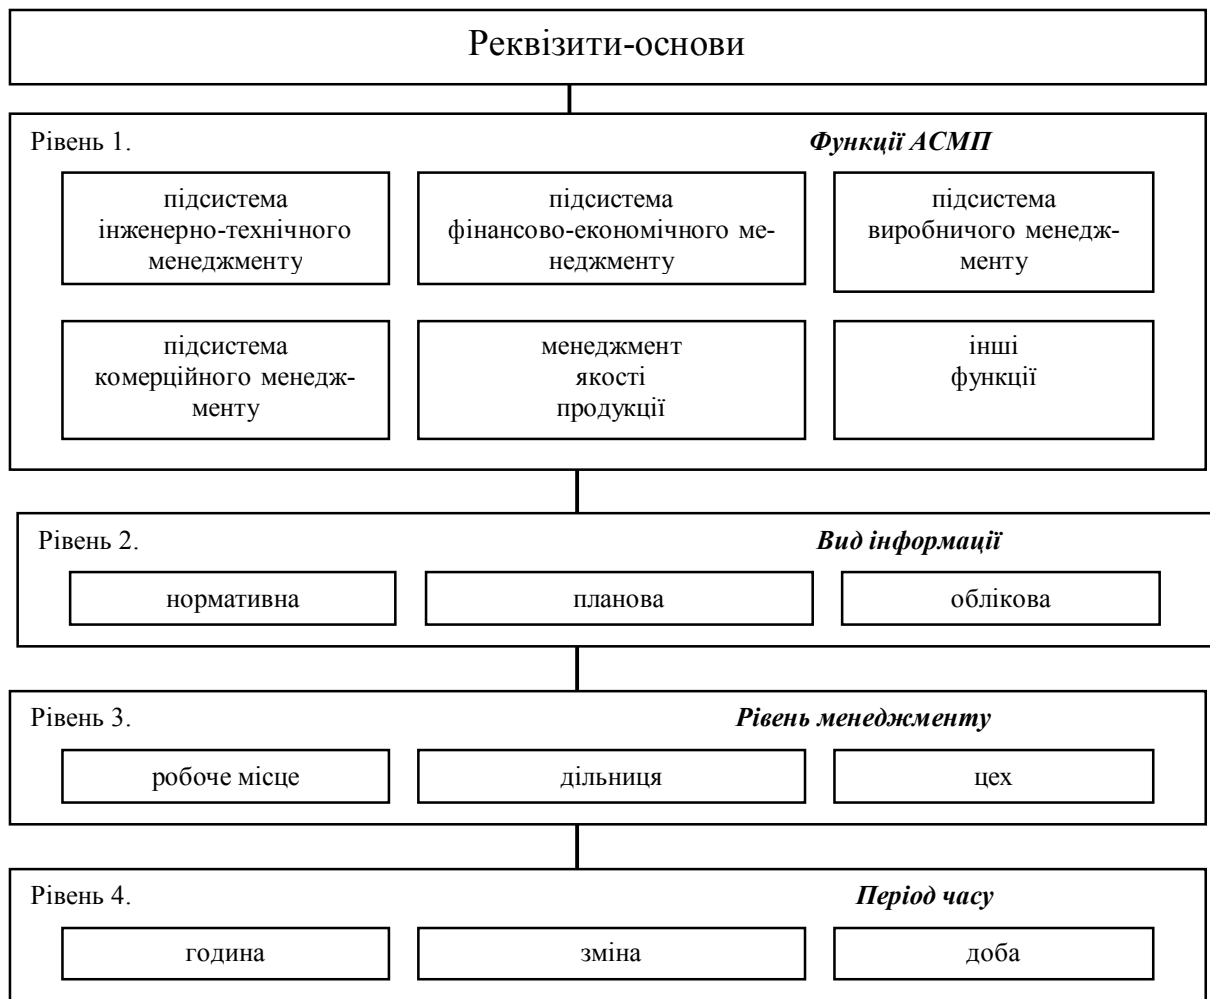 Реквізити-основи
Рівень 1. Функції АСМП
підсистема
інженерно-технічного
менеджменту
підсистема
фінансово-економічного ме-
неджменту
підсистема
виробничого менедж-
менту
підсистема
комерційного менедж-
менту
менеджмент
якості
продукції
інші
функції
Рівень 2. Вид інформації
нормативна
планова
облікова
Рівень 3. Рівень менеджменту
робоче місце
дільниця
цех
Рівень 4. Період часу
година
зміна
доба